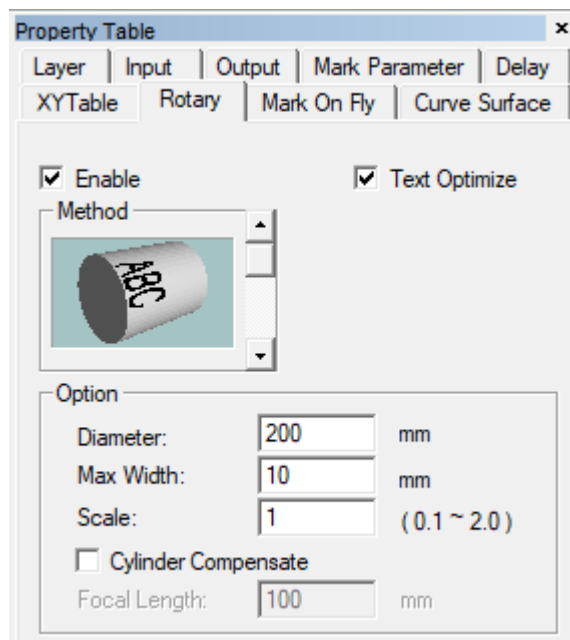 Property Table x
Layer Input Output Mark Parameter Delay
XYTable Rotary Mark On Fly Curve Surface
Enable Text Optimize
Method
ABC
Option
Diameter: 200 mm
Max Width: 10 mm
Scale: 1 ( 0.1 ~ 2.0 )
Cylinder Compensate
Focal Length: 100 mm